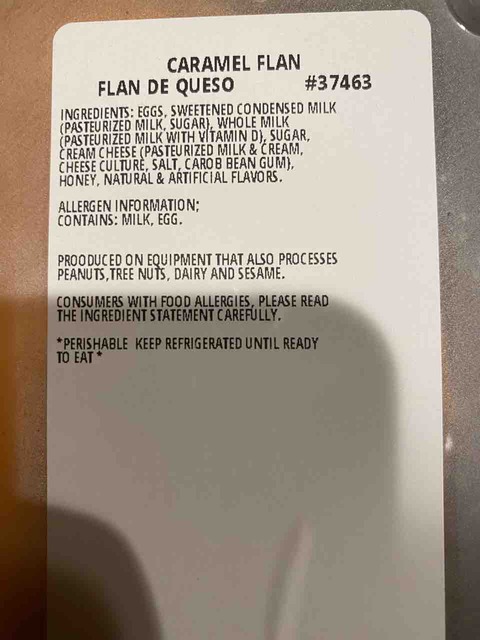 CARAMEL FLAN
FLAN DE QUESO #37463
INGREDIENTS: EGGS, SWEETENED CONDENSED MILK
(PASTEURIZED MILK, SUGAR), WHOLE MILK
(PASTEURIZED MILK WITH VITAMIN D), SUGAR,
CREAM CHEESE (PASTEURIZED MILK & CREAM,
CHEESE CULTURE, SALT, CAROB BEAN GUM),
HONEY, NATURAL & ARTIFICIAL FLAVORS.
ALLERGEN INFORMATION;
CONTAINS: MILK, EGG.
PROODUCED ON EQUIPMENT THAT ALSO PROCESSES
PEANUTS,TREE NUTS, DAIRY AND SESAME.
CONSUMERS WITH FOOD ALLERGIES, PLEASE READ
THE INGREDIENT STATEMENT CAREFULLY.
*PERISHABLE KEEP REFRIGERATED UNTIL READY
TO EAT*